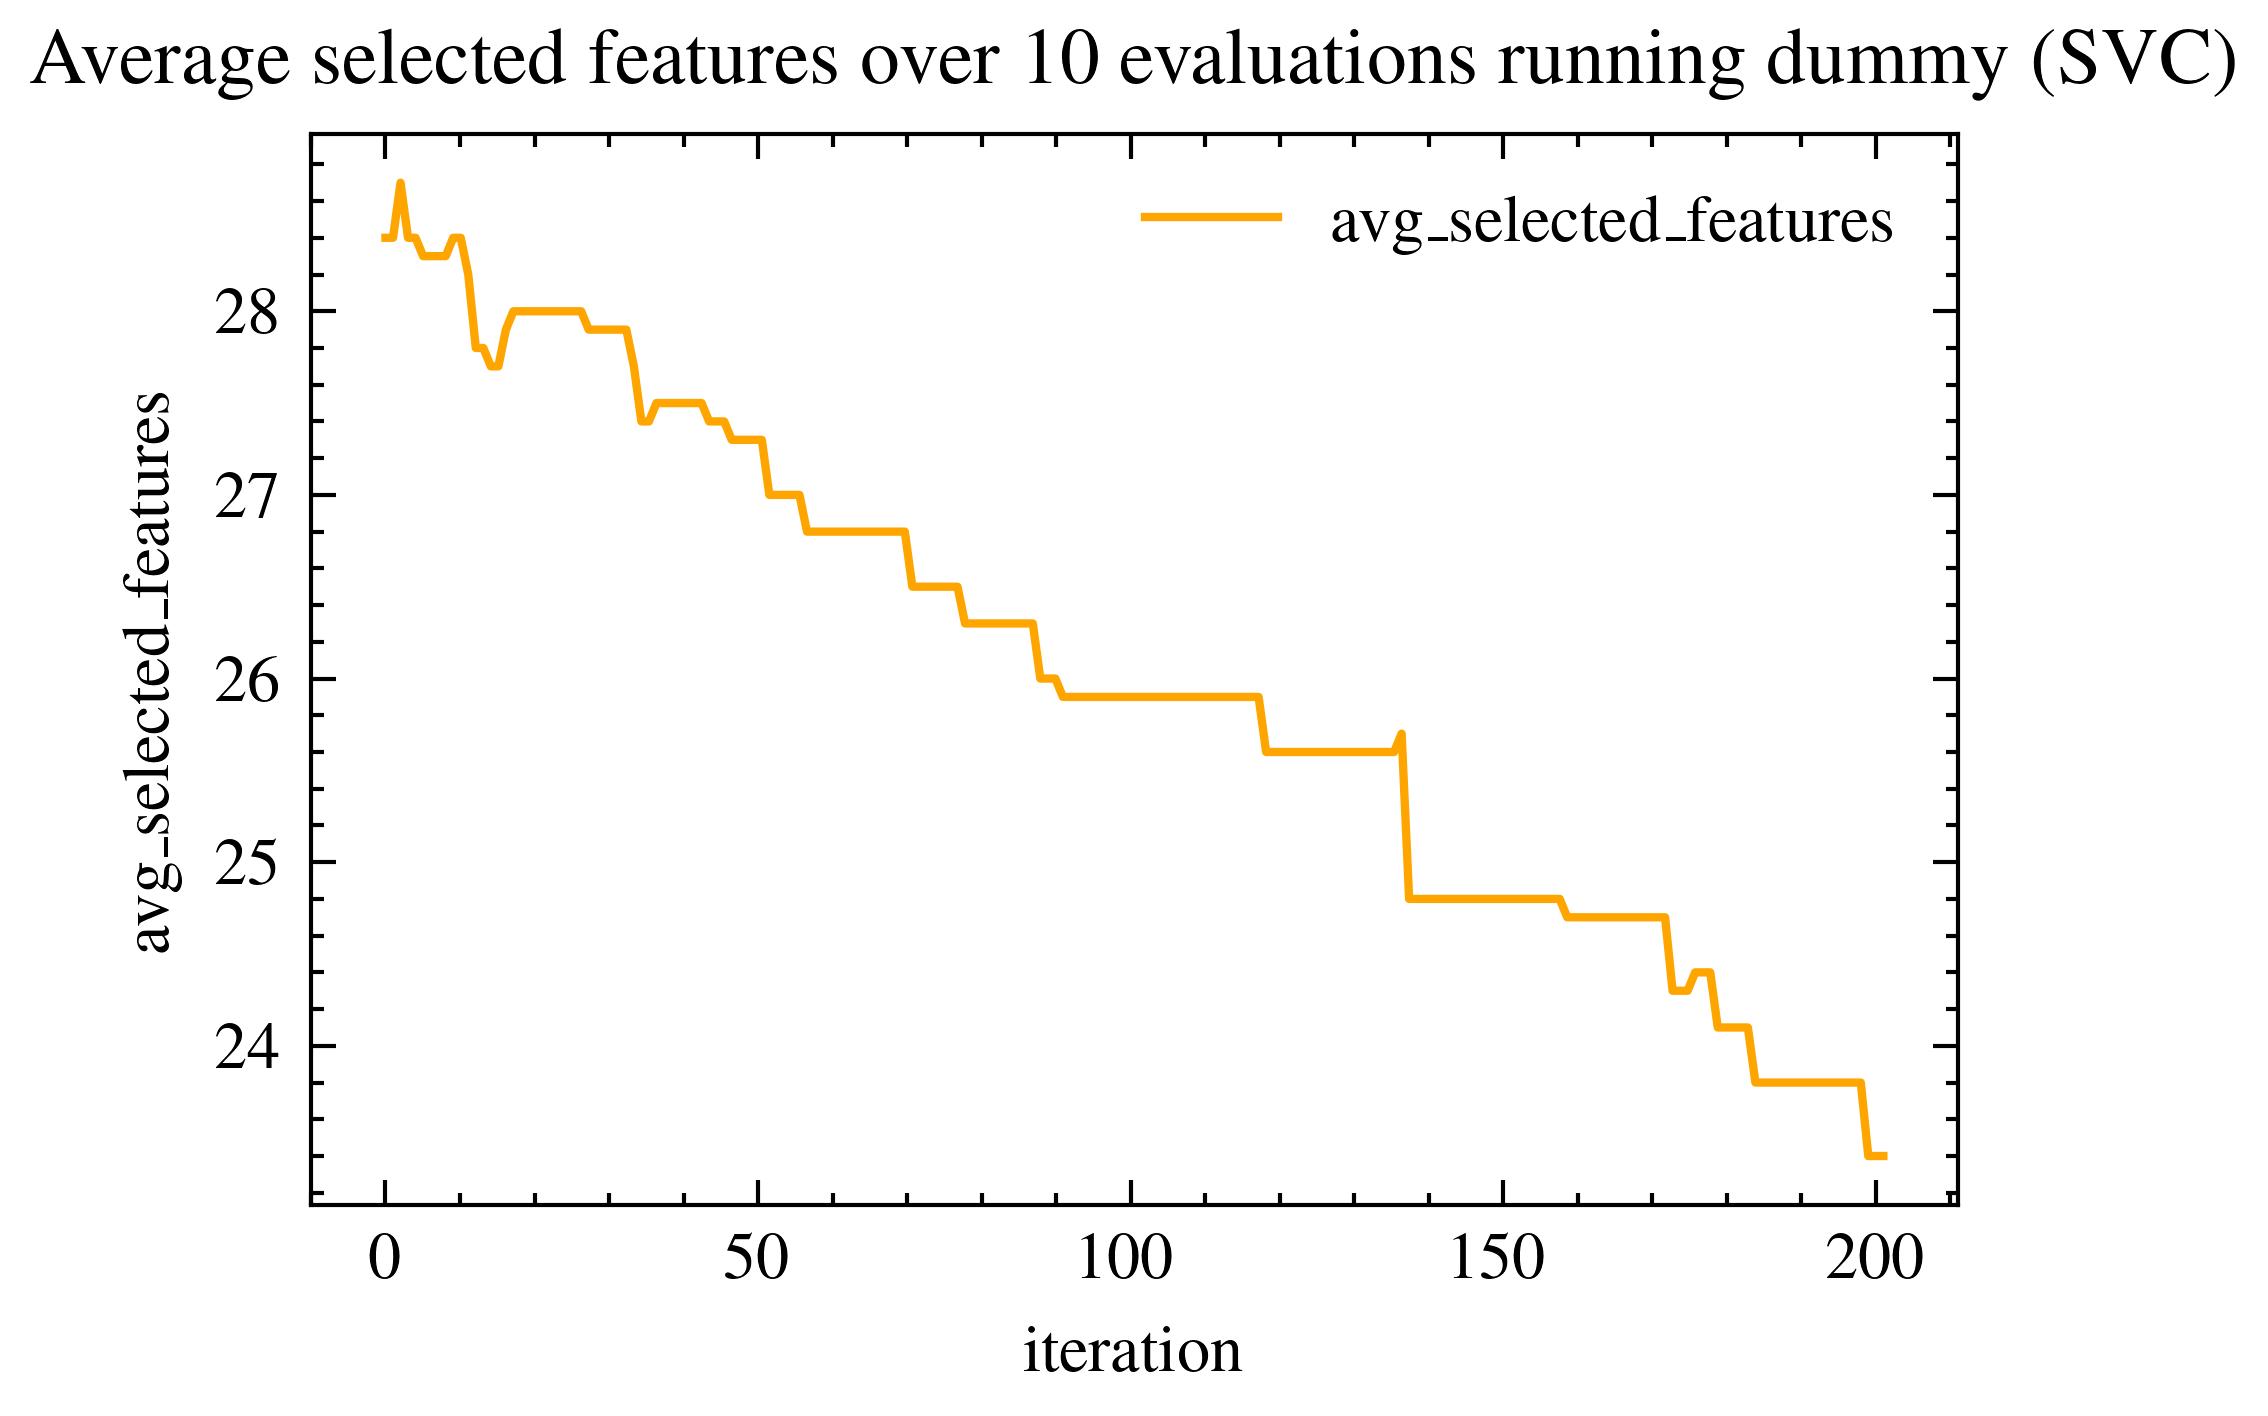 Average selected features over 10 evaluations running dummy (SVC)
avg_selected_features
avg_selected_features
28
27
26
25
24
0 50 100 150 200
iteration